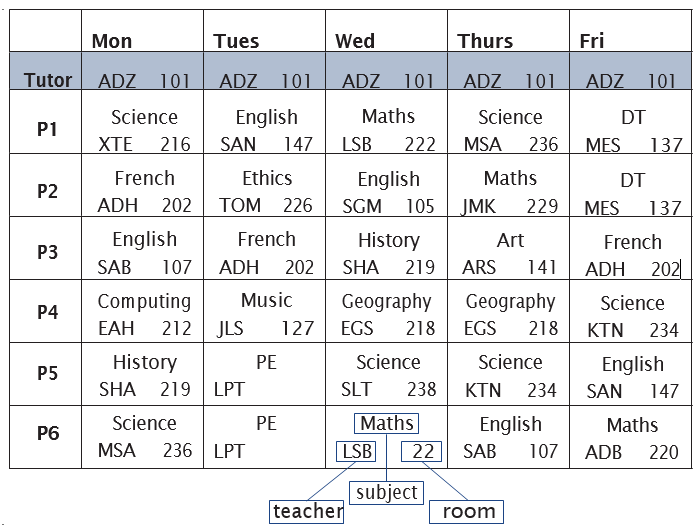 Mon Tues Wed Thurs Fri
Tutor ADZ 101 ADZ 101 ADZ 101 ADZ 101 ADZ 101
Science English Maths Science DT
P1
XTE 216 SAN 147 LSB 222 MSA 236 MES 137
French Ethics English Maths DT
P2
ADH 202 TOM 226 SGM 105 JMK 229 MES 137
English French History Art French
P3
SAB 107 ADH 202 SHA 219 ARS 141 ADH 202
Computing Music Geography Geography Science
P4
EAH 212 JLS 127 EGS 218 EGS 218 KTN 234
History PE Science Science English
P5
SHA 219 LPT SLT 238 KTN 234 SAN 147
Science PE Maths English Maths
P6
MSA 236 LPT LSB 22 SAB 107 ADB 220
subject
teacher room